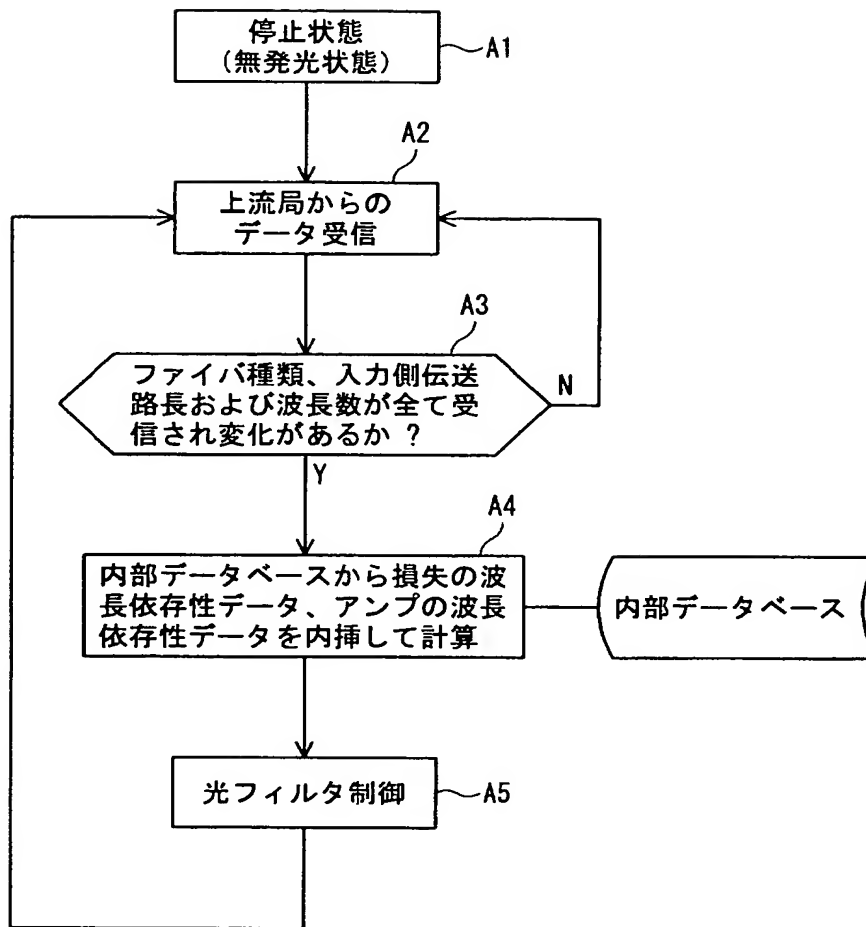 停止状態
(無発光状態)
A1
A2
上流局からの
データ受信
A3
ファイバ種類、入力側伝送
路長および波長数が全て受
信され変化があるか ?
N
Y
A4
内部データベースから損失の波
長依存性データ、アンプの波長
依存性データを内挿して計算
内部データベース
光フィルタ制御
A5